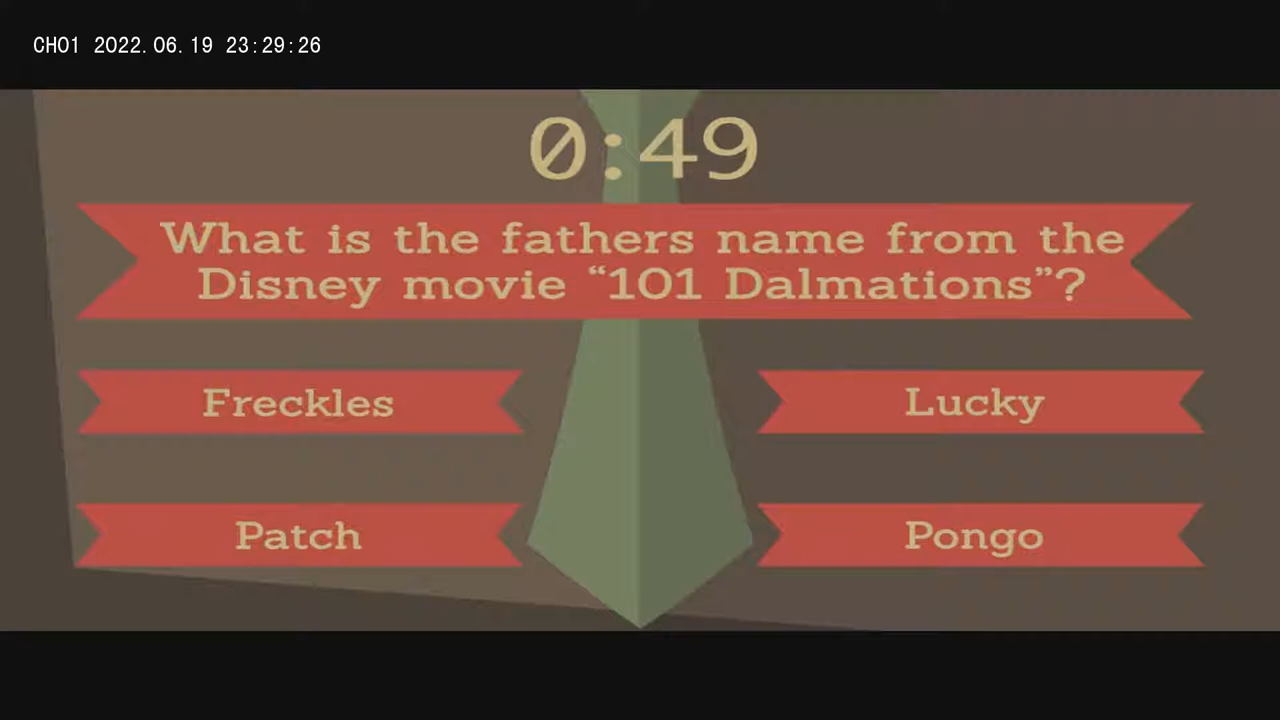 CH01 2022.06.19 23:29:26
0:49
What is the fathers name from the
Disney movie “101 Dalmations”?
Freckles
Lucky
Patch
Pongo